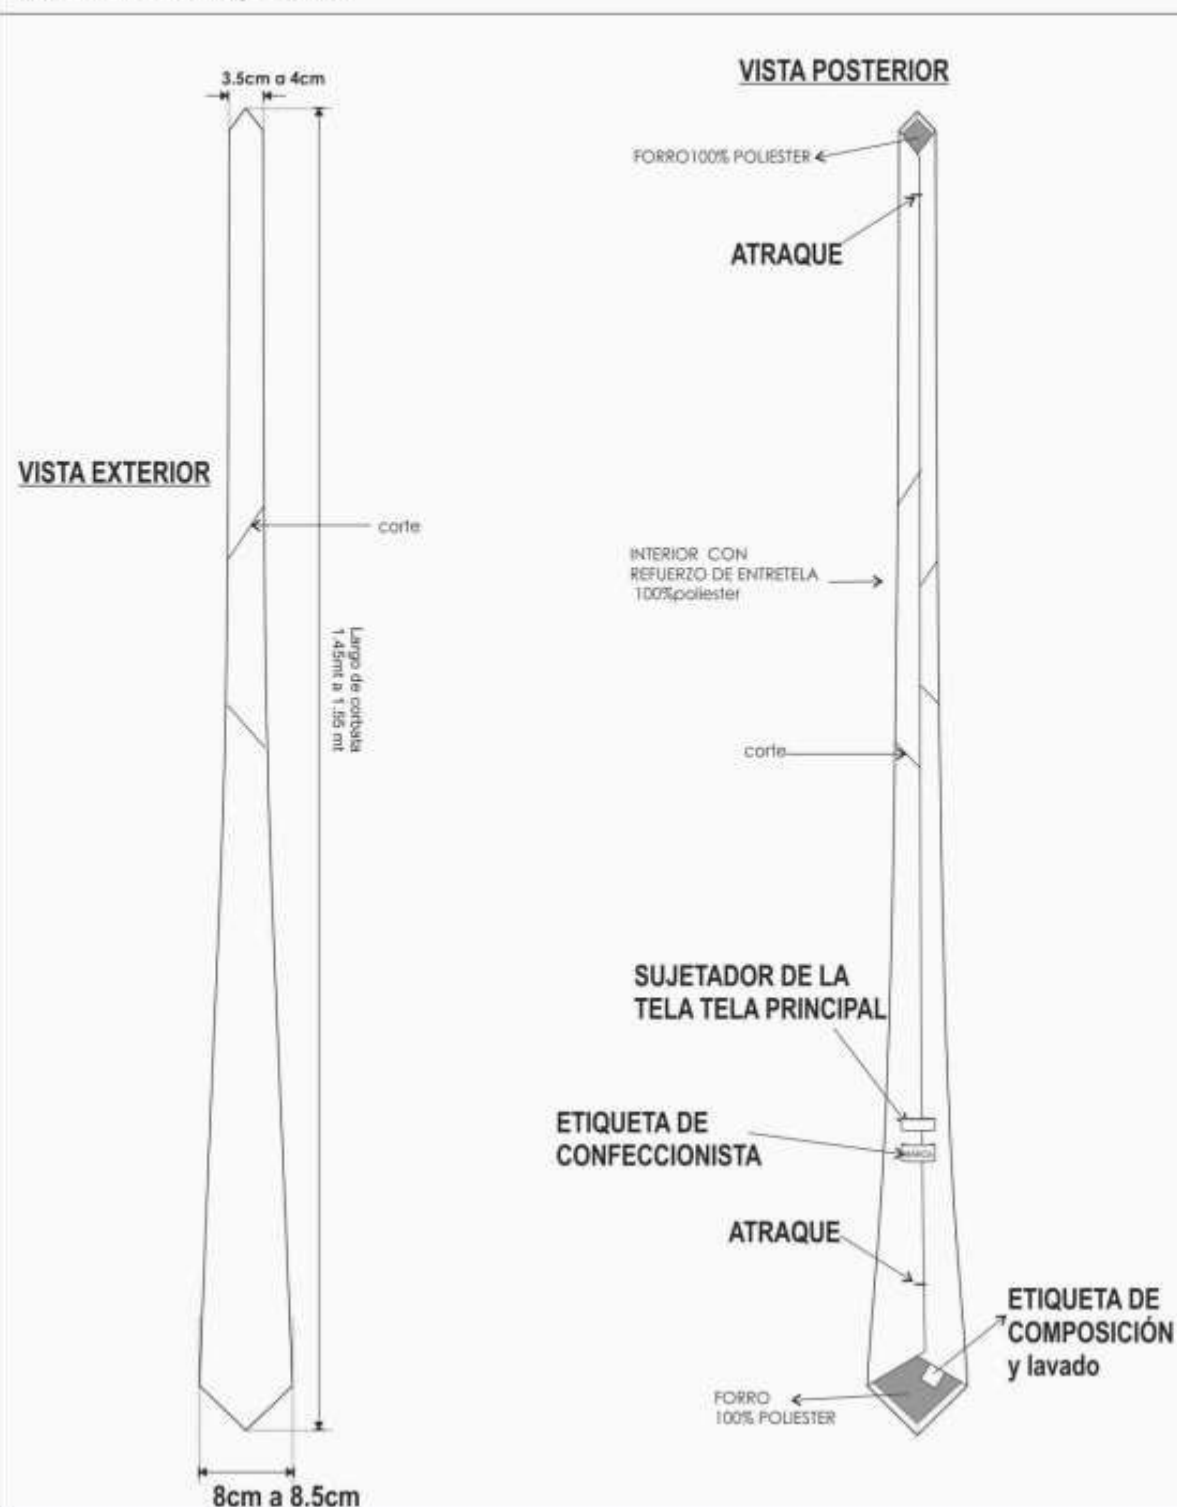 3.5cm a 4cm
VISTA EXTERIOR
corte
Largo de corbata
1.45mt a 1.55 mt
8cm a 8.5cm
VISTA POSTERIOR
FORRO100% POLIESTER
ATRAQUE
INTERIOR CON
REFUERZO DE ENTRETELA
100%poliester
corte
SUJETADOR DE LA
TELA TELA PRINCIPAL
ETIQUETA DE
CONFECCIONISTA
MARCA
ATRAQUE
ETIQUETA DE
COMPOSICIÓN
y lavado
FORRO
100% POLIESTER